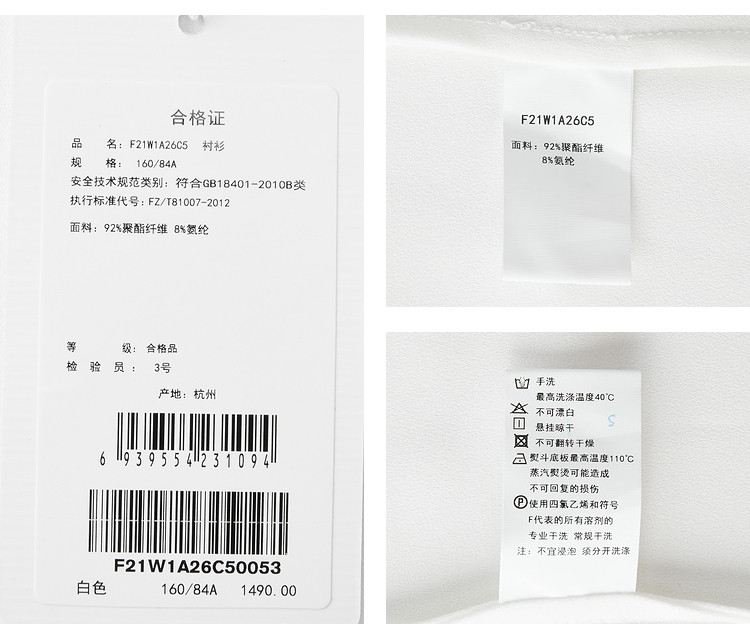 合格证
品 名: F21W1A26C5 衬衫
规 格: 160/84A
安全技术规范类别: 符合GB18401-2010B类
执行标准代号: FZ/T81007-2012
面料: 92%聚酯纤维 8%氨纶
等 级: 合格品
检 验 员: 3号
产地: 杭州
6 939554 231094
F21W1A26C50053
白色 160/84A 1490.00
F21W1A26C5
面料: 92%聚酯纤维
8%氨纶
手洗
最高洗涤温度40℃
不可漂白
悬挂晾干
不可翻转干燥
熨斗底板最高温度110℃
蒸汽熨烫可能造成
不可回复的损伤
P使用四氯乙烯和符号
F代表的所有溶剂的
专业干洗 常规干洗
注: 不宜浸泡 须分开洗涤
5